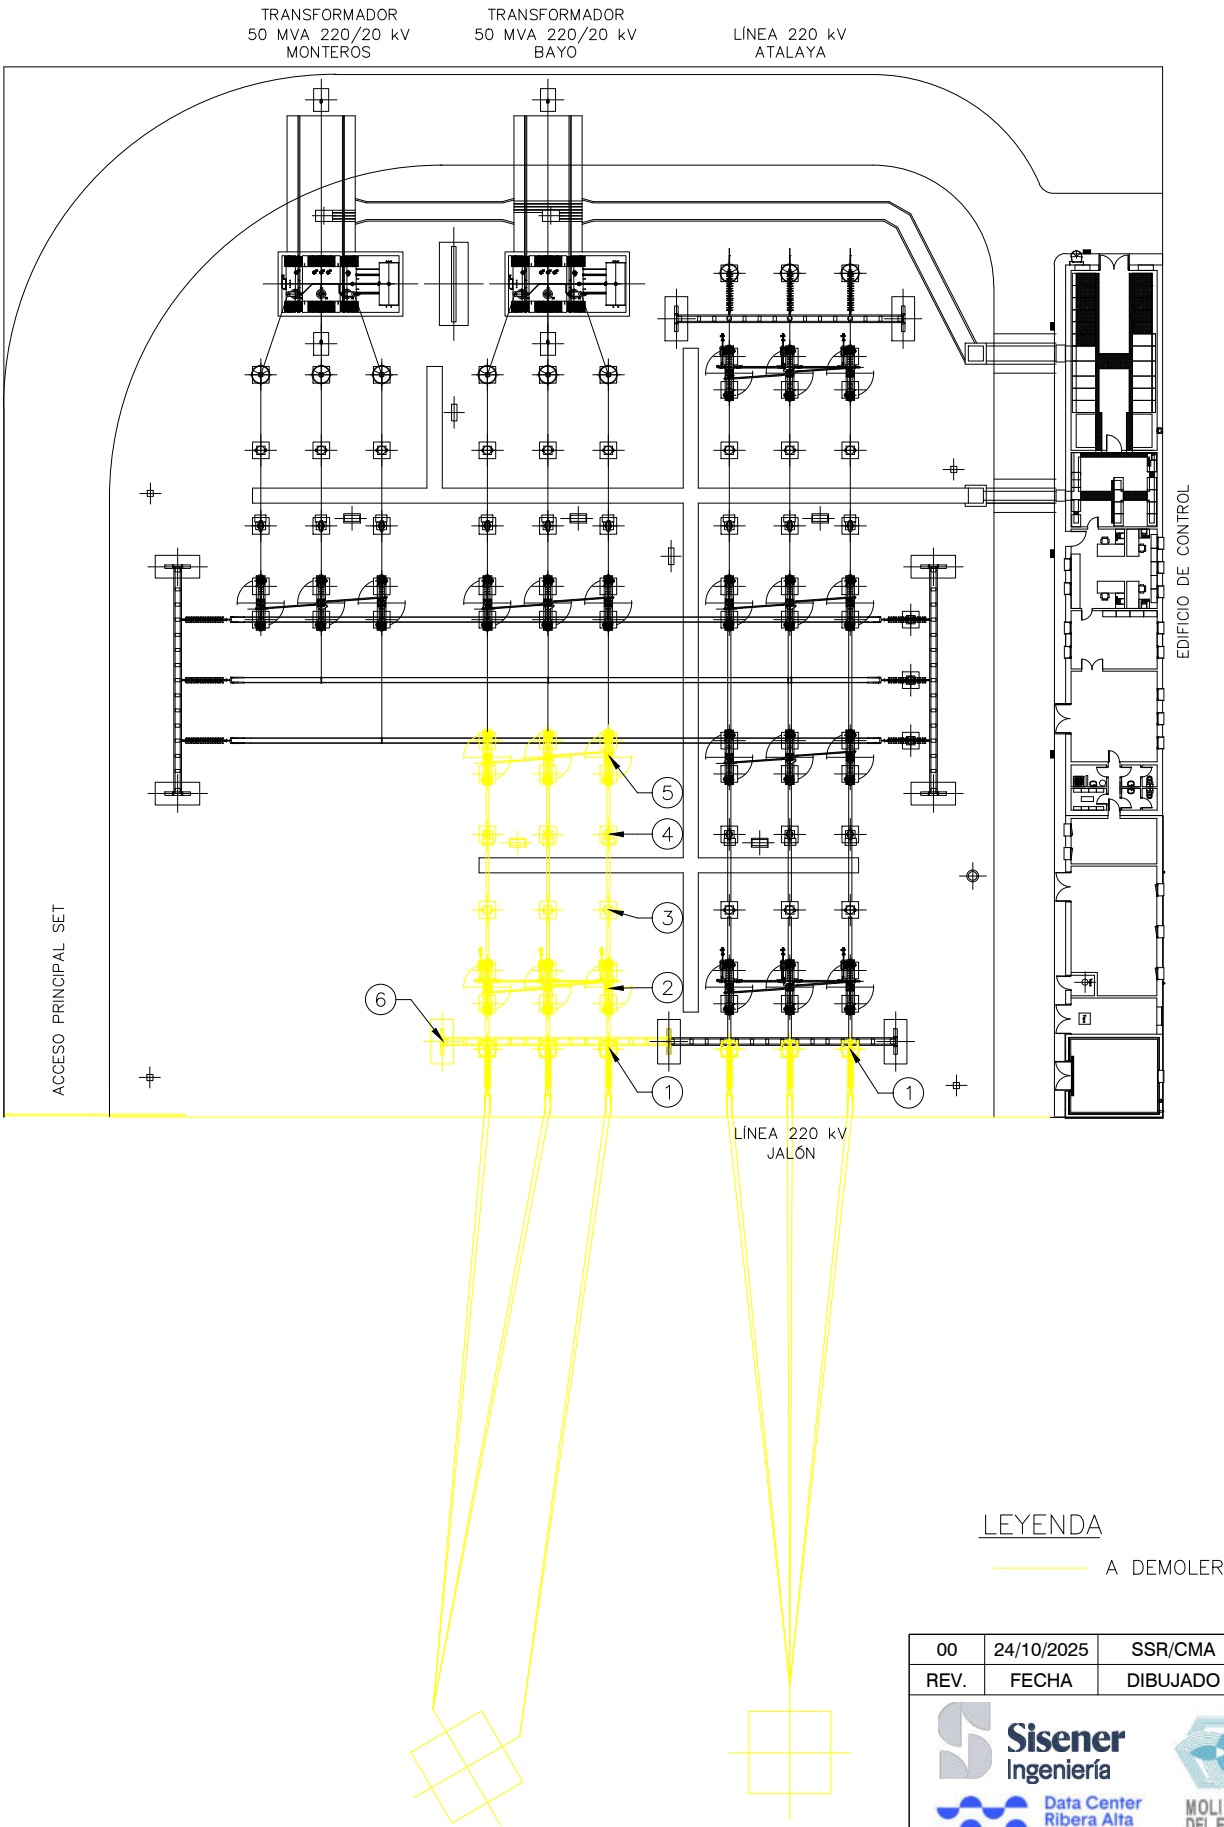 TRANSFORMADOR
50 MVA 220/20 kV
MONTEROS
TRANSFORMADOR
50 MVA 220/20 kV
BAYO
LÍNEA 220 kV
ATALAYA
EDIFICIO DE CONTROL
ACCESO PRINCIPAL SET
5
4
3
2
6
1
1
LÍNEA 220 kV
JALÓN
LEYENDA
A DEMOLER
00 24/10/2025 SSR/CMA
REV. FECHA DIBUJADO
Sisener
Ingeniería
Data Center
Ribera Alta